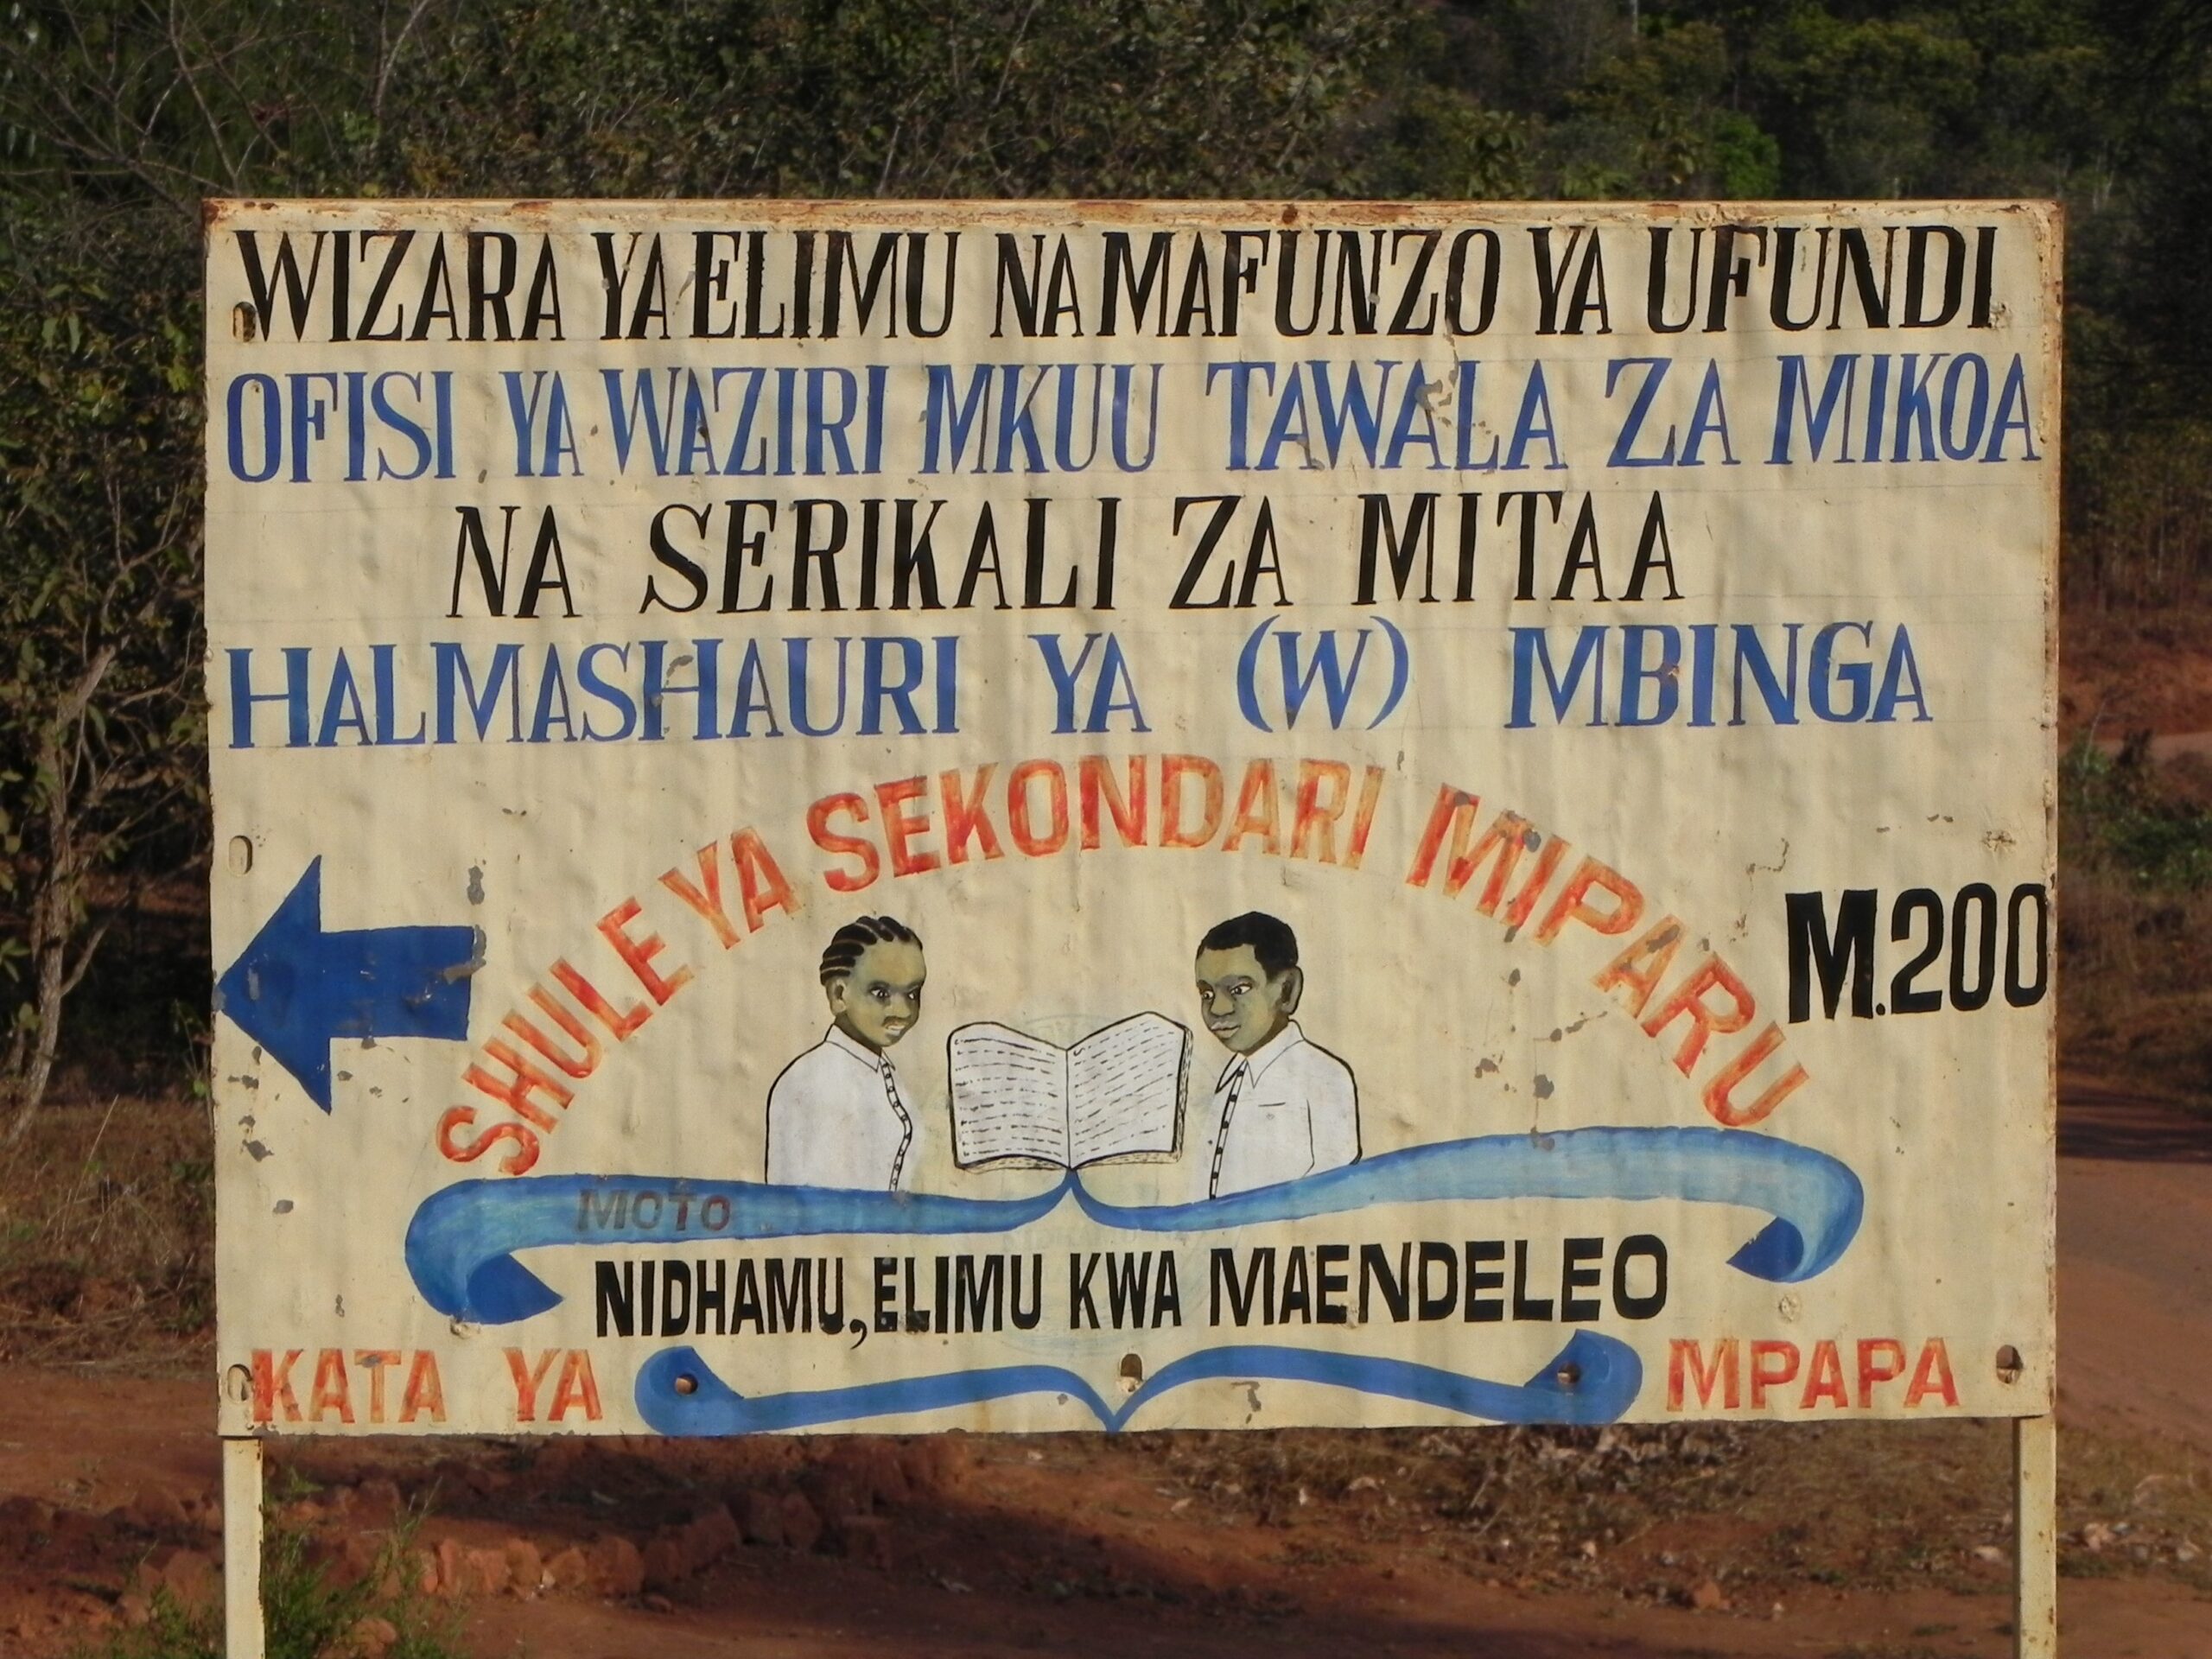 WIZARA YA ELIMU NA MAFUNZO YA UFUNDI
OFISI YA WAZIRI MKUU TAWALA ZA MIKOA
NA SERIKALI ZA MITAA
HALMASHAURI YA (W) MBINGA
SHULE YA SEKONDARI MIPARU
M.200
MOTO
NIDHAMU, ELIMU KWA MAENDELEO
KATA YA MPAPA